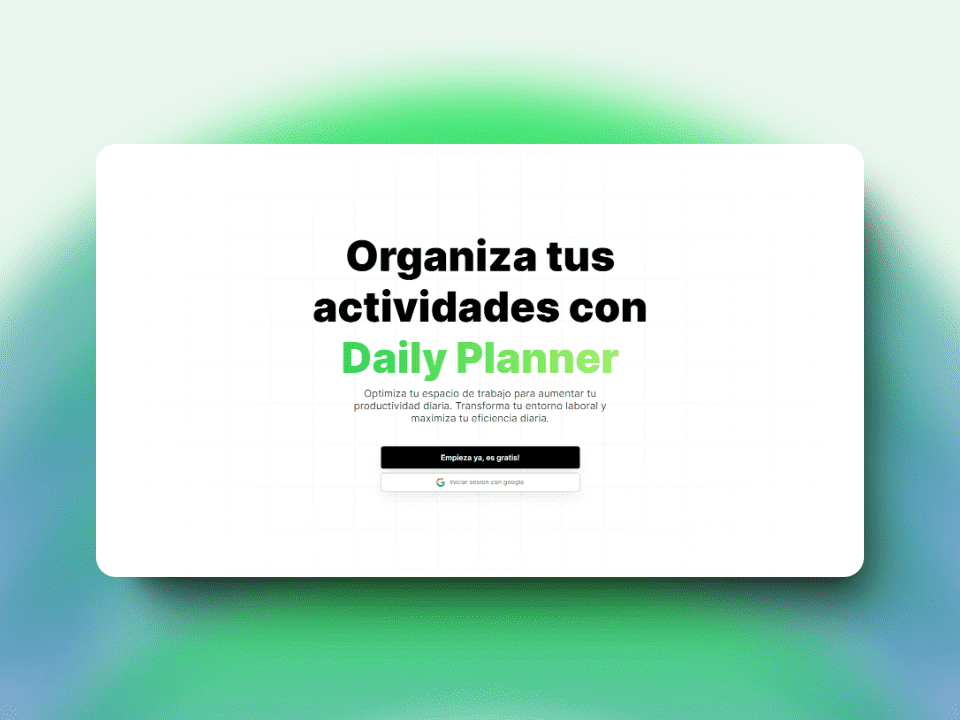 Organiza tus
actividades con
Daily Planner
Optimiza tu espacio de trabajo para aumentar tu
productividad diaria. Transforma tu entorno laboral y
maximiza tu eficiencia diaria.
Empieza ya, es gratis!
Iniciar sesion con google